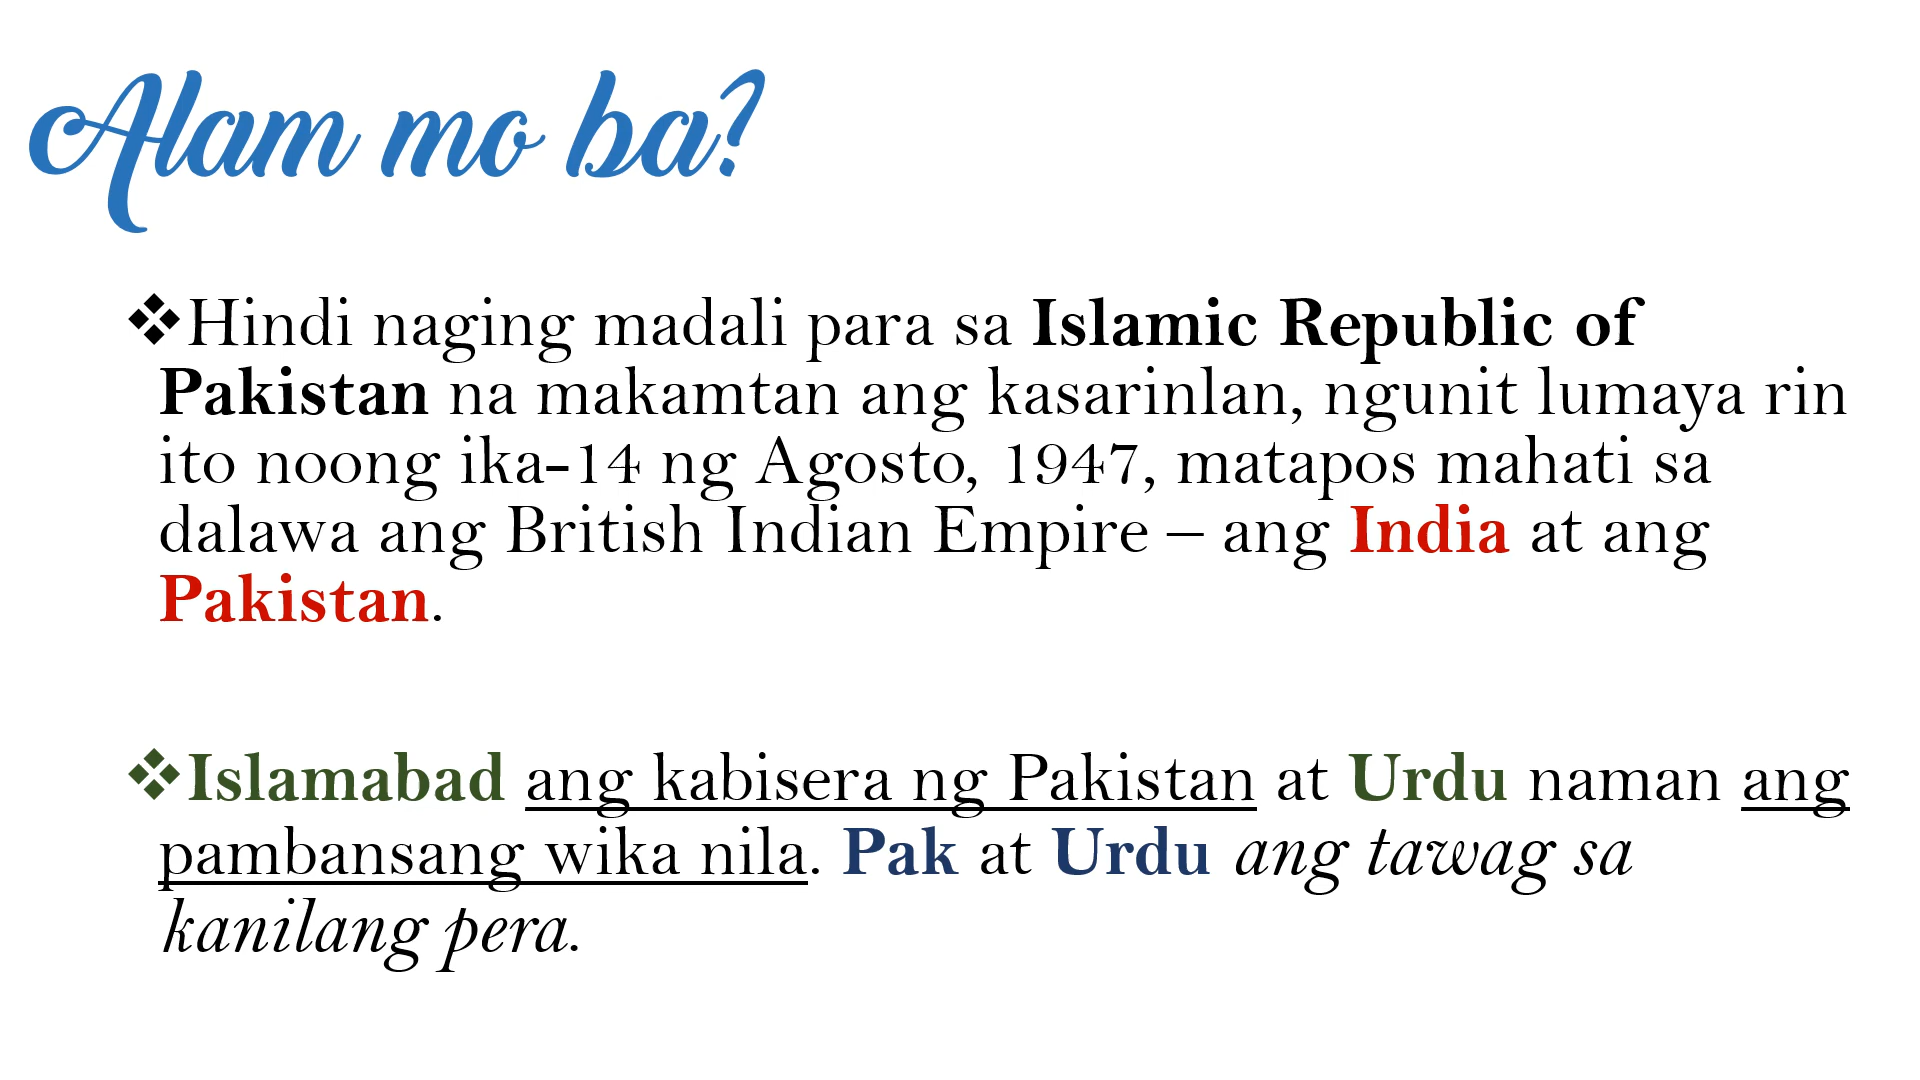 Alam mo ba?
❖Hindi naging madali para sa Islamic Republic of
Pakistan na makamtan ang kasarinlan, ngunit lumaya rin
ito noong ika-14 ng Agosto, 1947, matapos mahati sa
dalawa ang British Indian Empire – ang India at ang
Pakistan.
❖Islamabad ang kabisera ng Pakistan at Urdu naman ang
pambansang wika nila. Pak at Urdu ang tawag sa
kanilang pera.